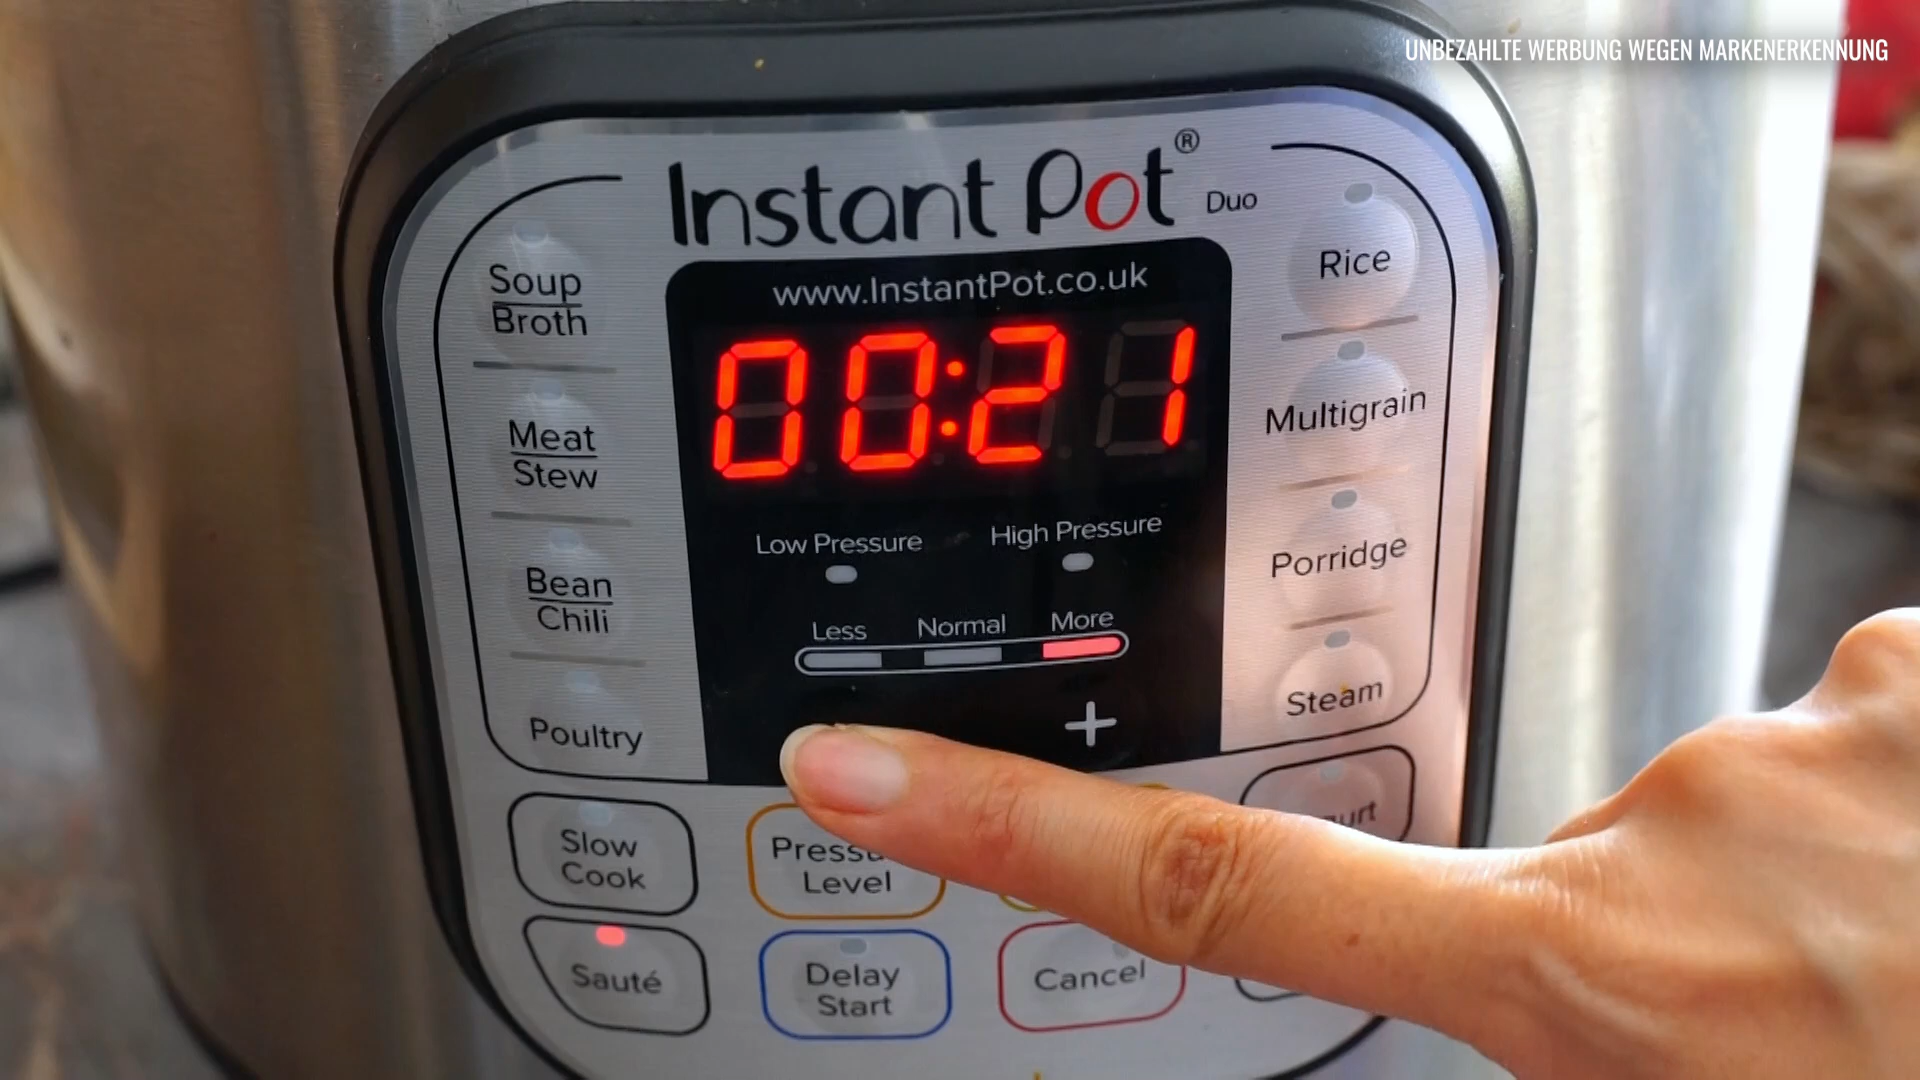 UNBEZAHLTE WERBUNG WEGEN MARKENERKENNUNG
Instant Pot® Duo
www.InstantPot.co.uk
00:21
Low Pressure
High Pressure
Less
Normal
More
+
Soup
Broth
Meat
Stew
Bean
Chili
Poultry
Rice
Multigrain
Porridge
Steam
Slow
Cook
Level
Sauté
Delay
Start
Cancel